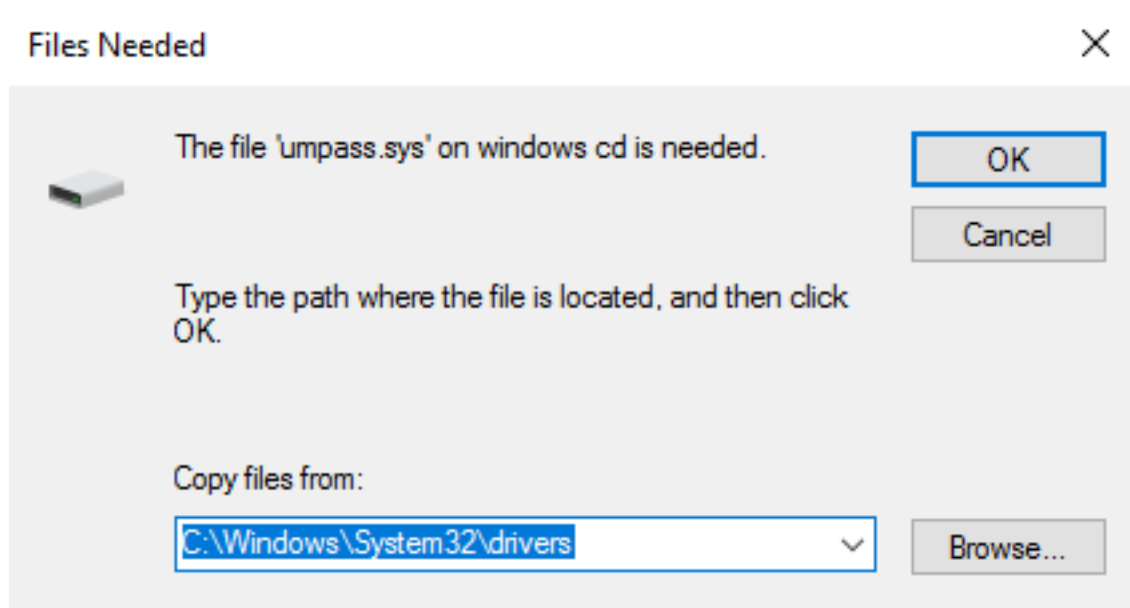 Files Needed
The file 'umpass.sys' on windows cd is needed.
OK
Cancel
Type the path where the file is located, and then click
OK.
Copy files from:
C:\Windows\System32\drivers
Browse...